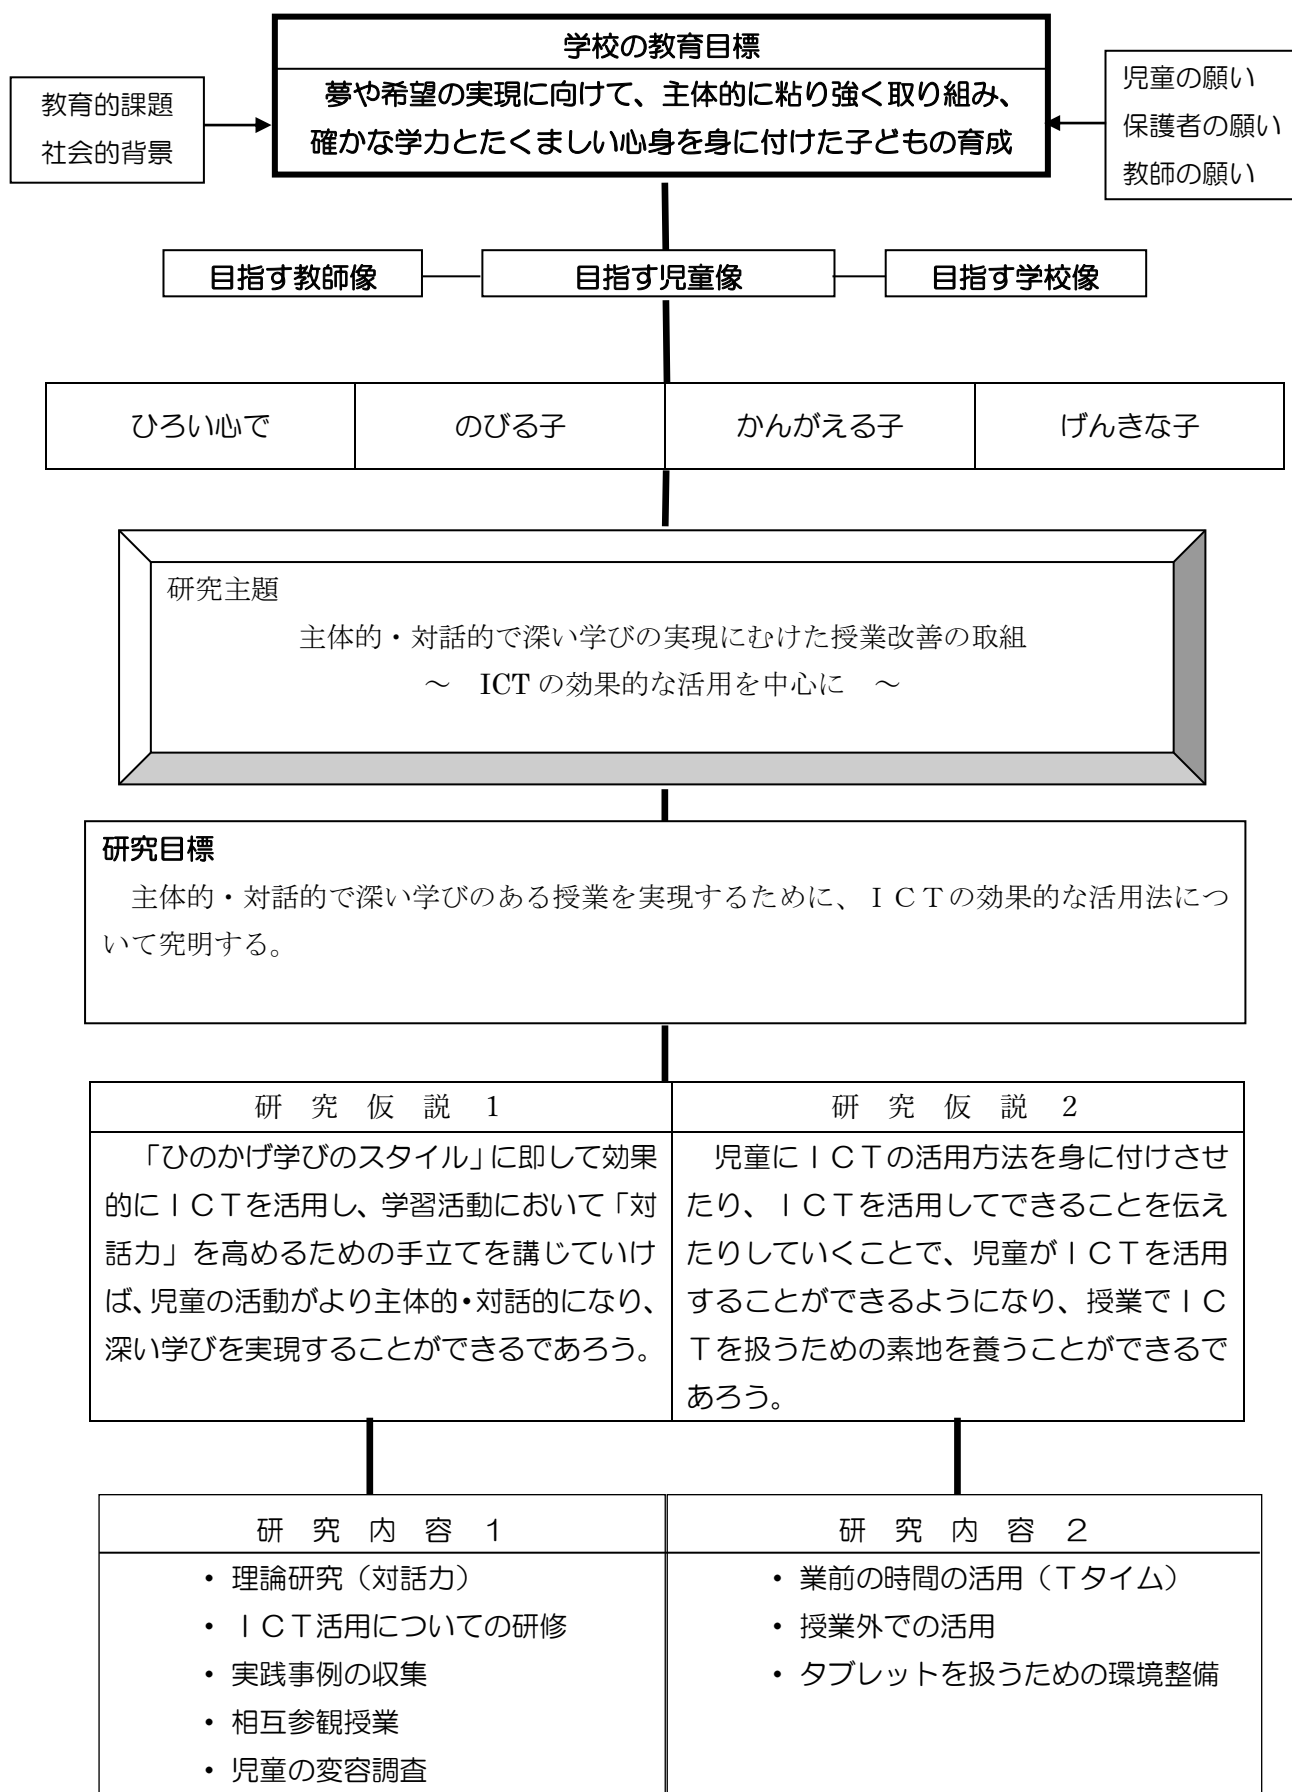 学校の教育目標
夢や希望の実現に向けて、主体的に粘り強く取り組み、
確かな学力とたくましい心身を身に付けた子どもの育成
教育的課題
社会的背景
児童の願い
保護者の願い
教師の願い
目指す教師像
目指す児童像
目指す学校像
ひろい心で
のびる子
かんがえる子
げんきな子
研究主題
主体的・対話的で深い学びの実現にむけた授業改善の取組
～　ICT の効果的な活用を中心に　～
研究目標
主体的・対話的で深い学びのある授業を実現するために、ＩＣＴの効果的な活用法につ
いて究明する。
研　究　仮　説　1
「ひのかげ学びのスタイル」に即して効果
的にＩＣＴを活用し、学習活動において「対
話力」を高めるための手立てを講じていけ
ば、児童の活動がより主体的・対話的になり、
深い学びを実現することができるであろう。
研　究　仮　説　2
児童にＩＣＴの活用方法を身に付けさせ
たり、ＩＣＴを活用してできることを伝え
たりしていくことで、児童がＩＣＴを活用
することができるようになり、授業でＩＣ
Ｔを扱うための素地を養うことができるで
あろう。
研　究　内　容　１
・ 理論研究（対話力）
・ ＩＣＴ活用についての研修
・ 実践事例の収集
・ 相互参観授業
・ 児童の変容調査
研　究　内　容　２
・ 業前の時間の活用（Ｔタイム）
・ 授業外での活用
・ タブレットを扱うための環境整備